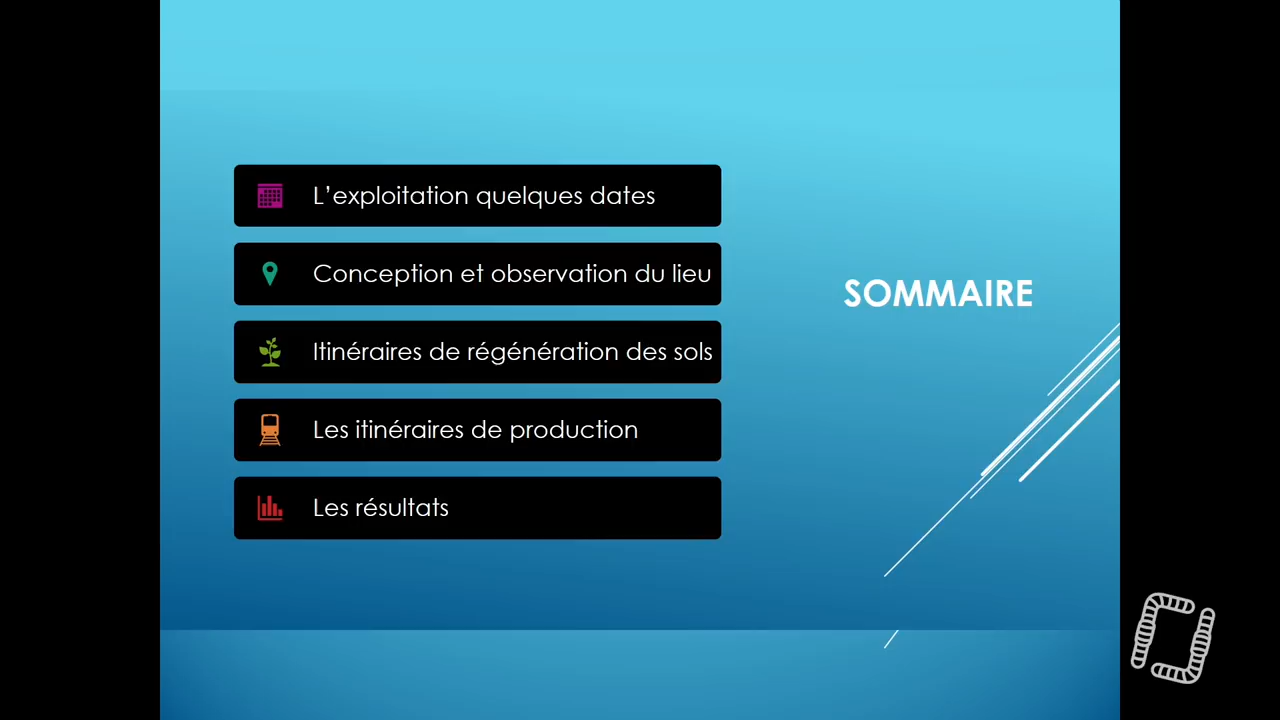 L’exploitation quelques dates
Conception et observation du lieu
SOMMAIRE
Itinéraires de régénération des sols
Les itinéraires de production
Les résultats